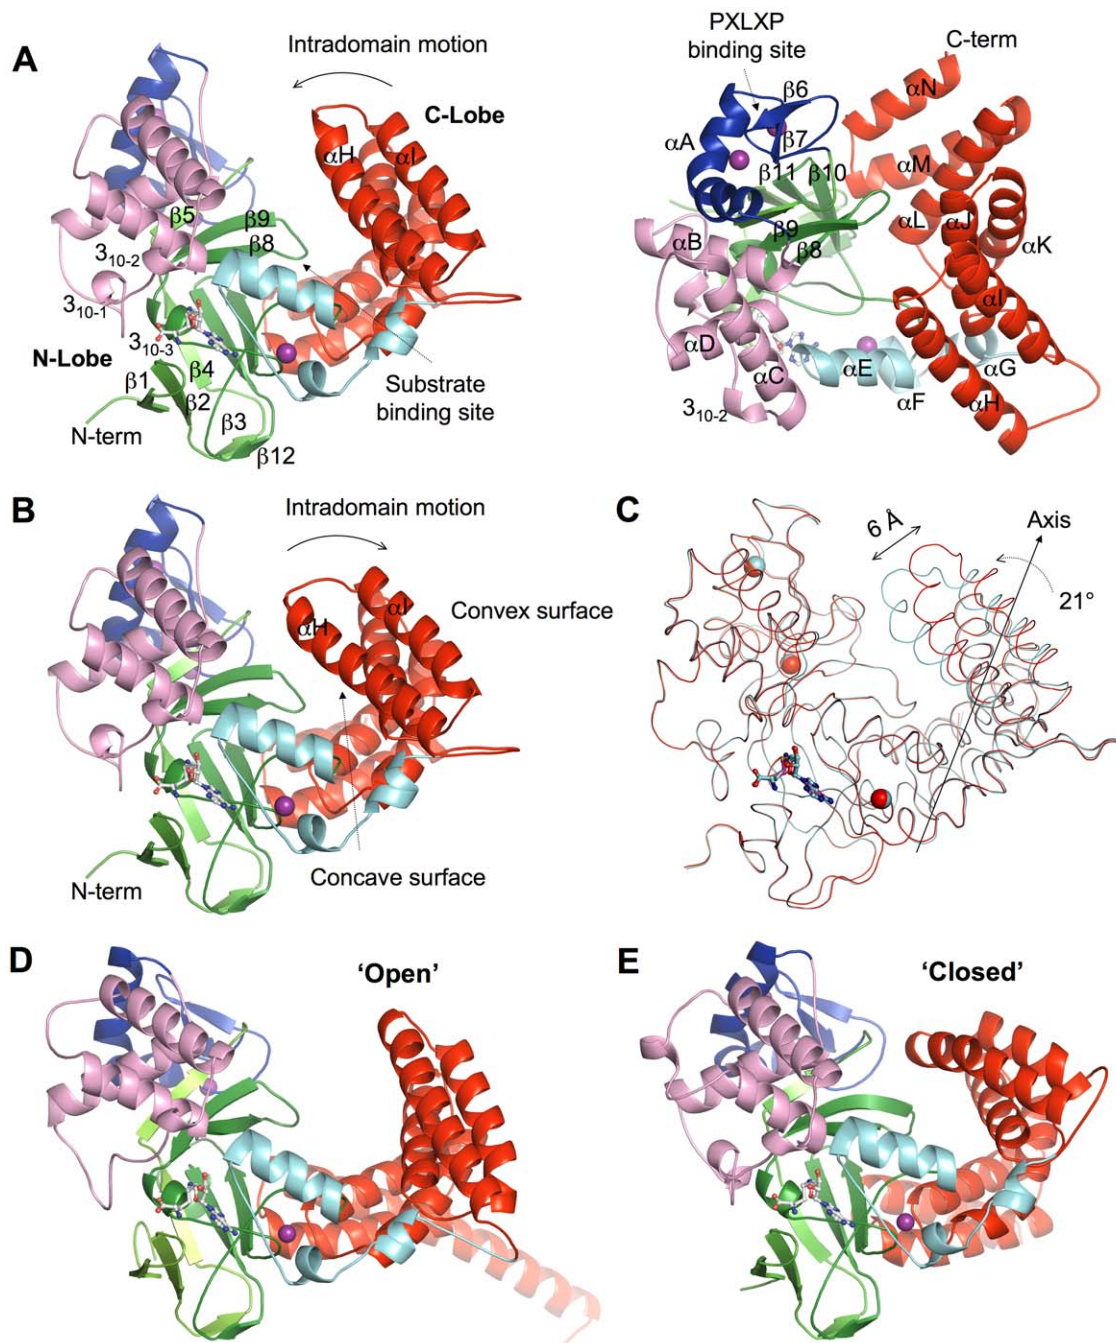 A
Intradomain motion
C-Lobe
αH
αI
β5
β9
β8
3₁₀₋₂
3₁₀₋₁
3₁₀₋₃
N-Lobe
β4
β1
β2
β3
N-term
β12
Substrate
binding site
PXLXP
binding site
C-term
αN
β6
αA
β7
αM
β11
β10
αL
αJ
αK
β9
αB
β8
αI
αD
αE
αG
αC
αF
αH
3₁₀₋₂
B
Intradomain motion
αI
Convex surface
αH
N-term
Concave surface
C
6 Å
Axis
21°
D
'Open'
E
'Closed'